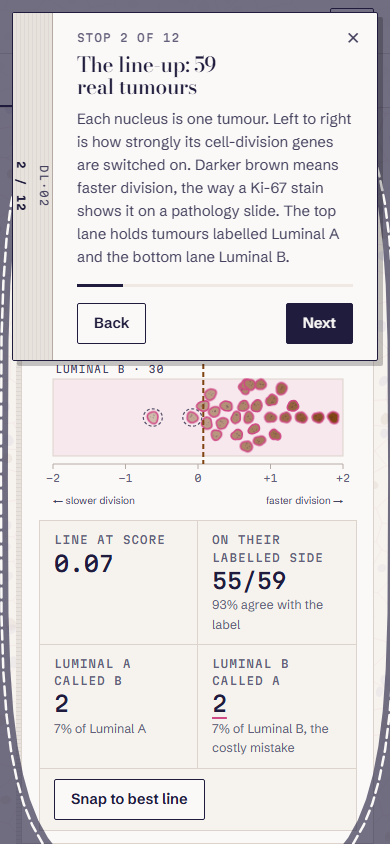 STOP 2 OF 12
×
The line-up: 59
real tumours
Each nucleus is one tumour. Left to right
is how strongly its cell-division genes
are switched on. Darker brown means
faster division, the way a Ki-67 stain
shows it on a pathology slide. The top
lane holds tumours labelled Luminal A
and the bottom lane Luminal B.
DL·02
2 / 12
Back
Next
LUMINAL B · 30
−2
−1
0
+1
+2
← slower division
faster division →
LINE AT SCORE
0.07
ON THEIR
LABELLED SIDE
55/59
93% agree with the
label
LUMINAL A
CALLED B
2
7% of Luminal A
LUMINAL B
CALLED A
2
7% of Luminal B, the
costly mistake
Snap to best line